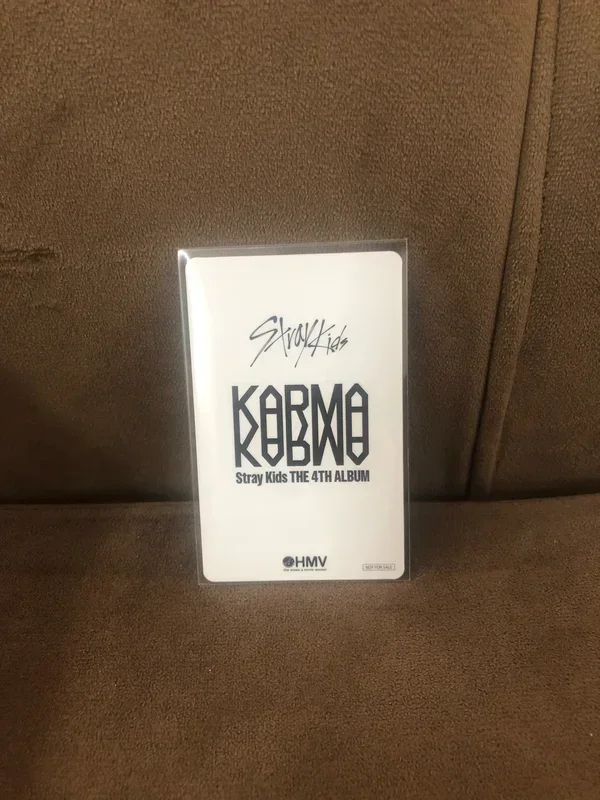 Stray Kids
KARMA
Stray Kids THE 4TH ALBUM
HMV
NOT FOR SALE